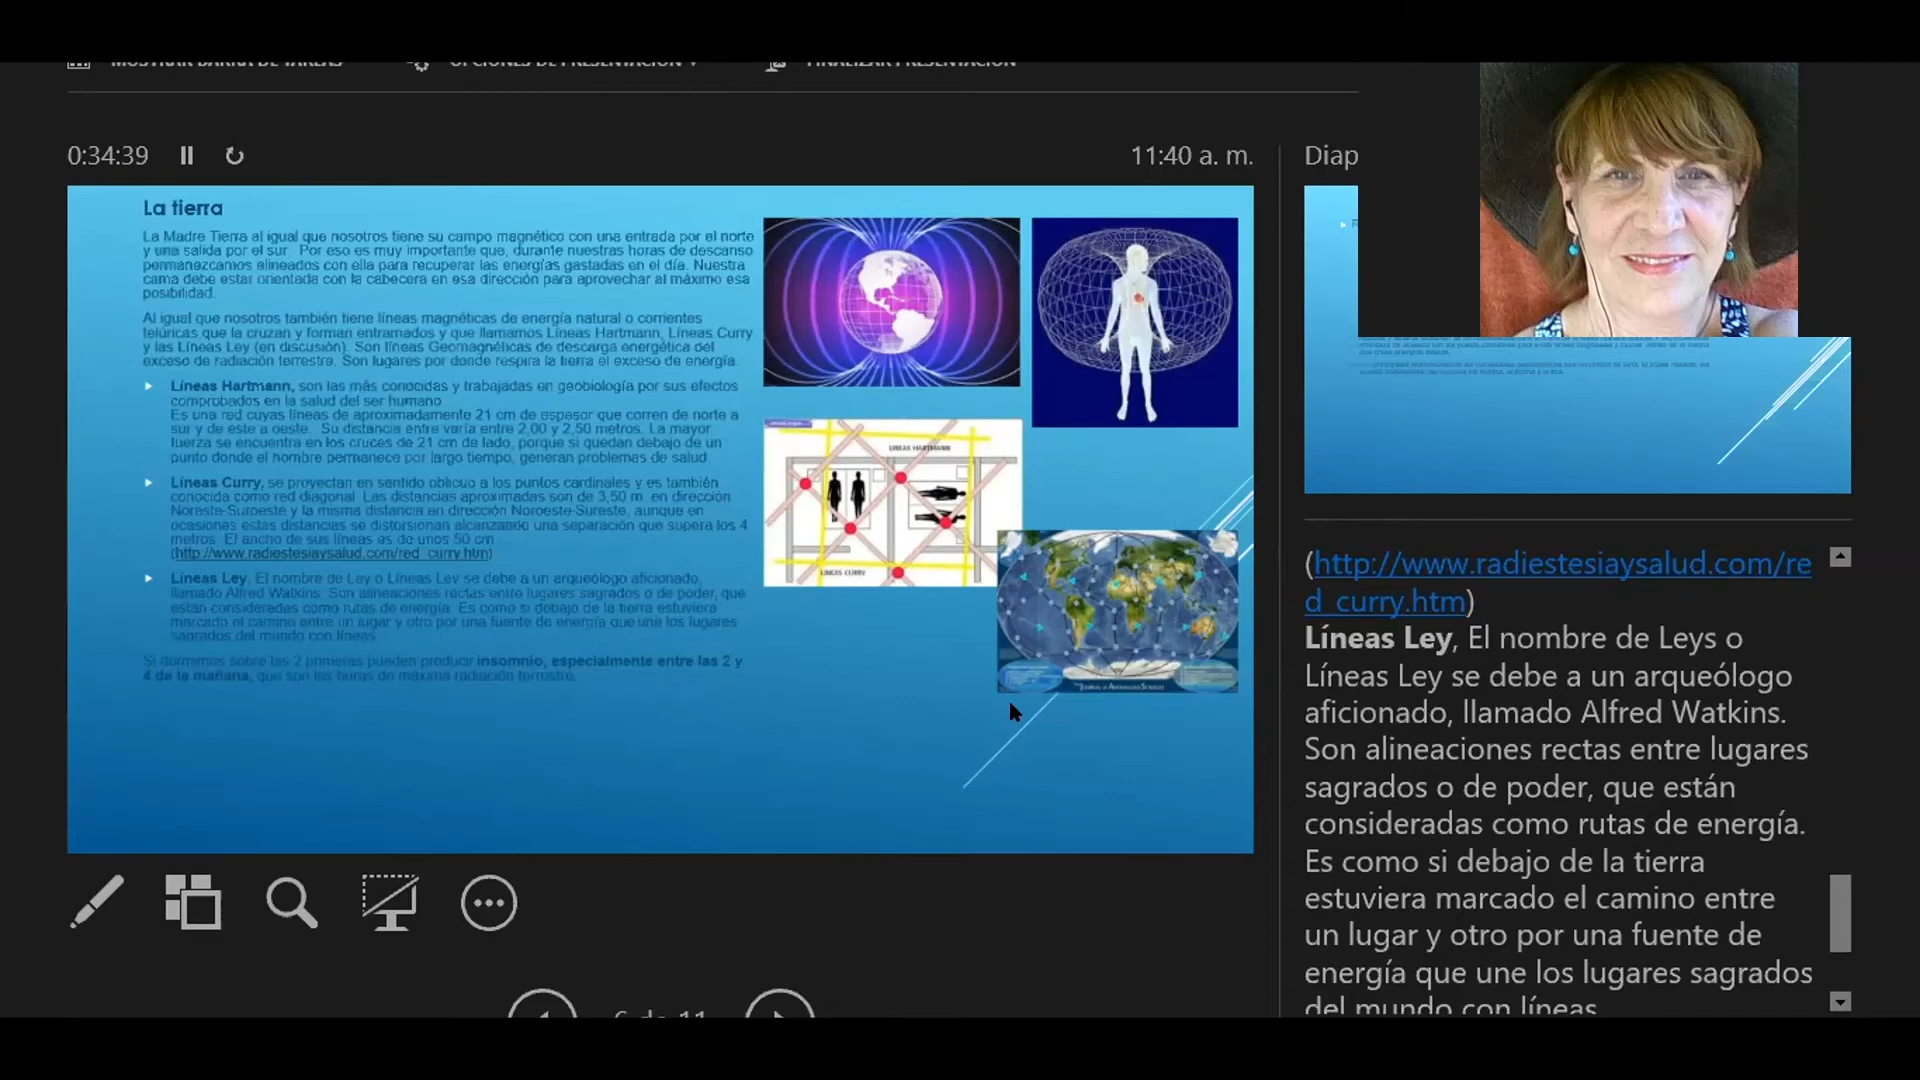 MOSTRAR BARRA DE TAREAS
OPCIONES DE PRESENTACIÓN
FINALIZAR PRESENTACIÓN
0:34:39
11:40 a. m.
Diap
La tierra
La Madre Tierra al igual que nosotros tiene su campo magnético con una entrada por el norte
y una salida por el sur. Por eso es muy importante que, durante nuestras horas de descanso
permanezcamos alineados con ella para recuperar las energías gastadas en el día. Nuestra
cama debe estar orientada con la cabecera en esa dirección para aprovechar al máximo esa
posibilidad.
Al igual que nosotros también tiene líneas magnéticas de energía natural o corrientes
telúricas que la cruzan y forman entramados y que llamamos Líneas Hartmann, Líneas Curry
y las Líneas Ley (en discusión). Son líneas Geomagnéticas de descarga energética del
exceso de radiación terrestre. Son lugares por donde respira la tierra el exceso de energía.
Líneas Hartmann, son las más conocidas y trabajadas en geobiología por sus efectos
comprobados en la salud del ser humano.
Es una red cuyas líneas de aproximadamente 21 cm de espesor que corren de norte a
sur y de este a oeste. Su distancia entre varía entre 2,00 y 2,50 metros. La mayor
fuerza se encuentra en los cruces de 21 cm de lado, porque si quedan debajo de un
punto donde el hombre permanece por largo tiempo, generan problemas de salud.
Líneas Curry, se proyectan en sentido oblicuo a los puntos cardinales y es también
conocida como red diagonal. Las distancias aproximadas son de 3,50 m en dirección
Noreste-Suroeste y la misma distancia en dirección Noroeste-Sureste, aunque en
ocasiones estas distancias se distorsionan alcanzando una separación que supera los 4
metros. El ancho de sus líneas es de unos 50 cm.
(http://www.radiestesiaysalud.com/red_curry.htm)
Líneas Ley, El nombre de Ley o Líneas Ley se debe a un arqueólogo aficionado,
llamado Alfred Watkins. Son alineaciones rectas entre lugares sagrados o de poder, que
están consideradas como rutas de energía. Es como si debajo de la tierra estuviera
marcado el camino entre un lugar y otro por una fuente de energía que une los lugares
sagrados del mundo con líneas.
Si dormimos sobre las 2 primeras pueden producir insomnio, especialmente entre las 2 y
4 de la mañana, que son las horas de máxima radiación terrestre.
LINEAS HARTMANN
LINEAS CURRY
(http://www.radiestesiaysalud.com/re
d_curry.htm)
Líneas Ley, El nombre de Leys o
Líneas Ley se debe a un arqueólogo
aficionado, llamado Alfred Watkins.
Son alineaciones rectas entre lugares
sagrados o de poder, que están
consideradas como rutas de energía.
Es como si debajo de la tierra
estuviera marcado el camino entre
un lugar y otro por una fuente de
energía que une los lugares sagrados
del mundo con líneas.
6 de 11